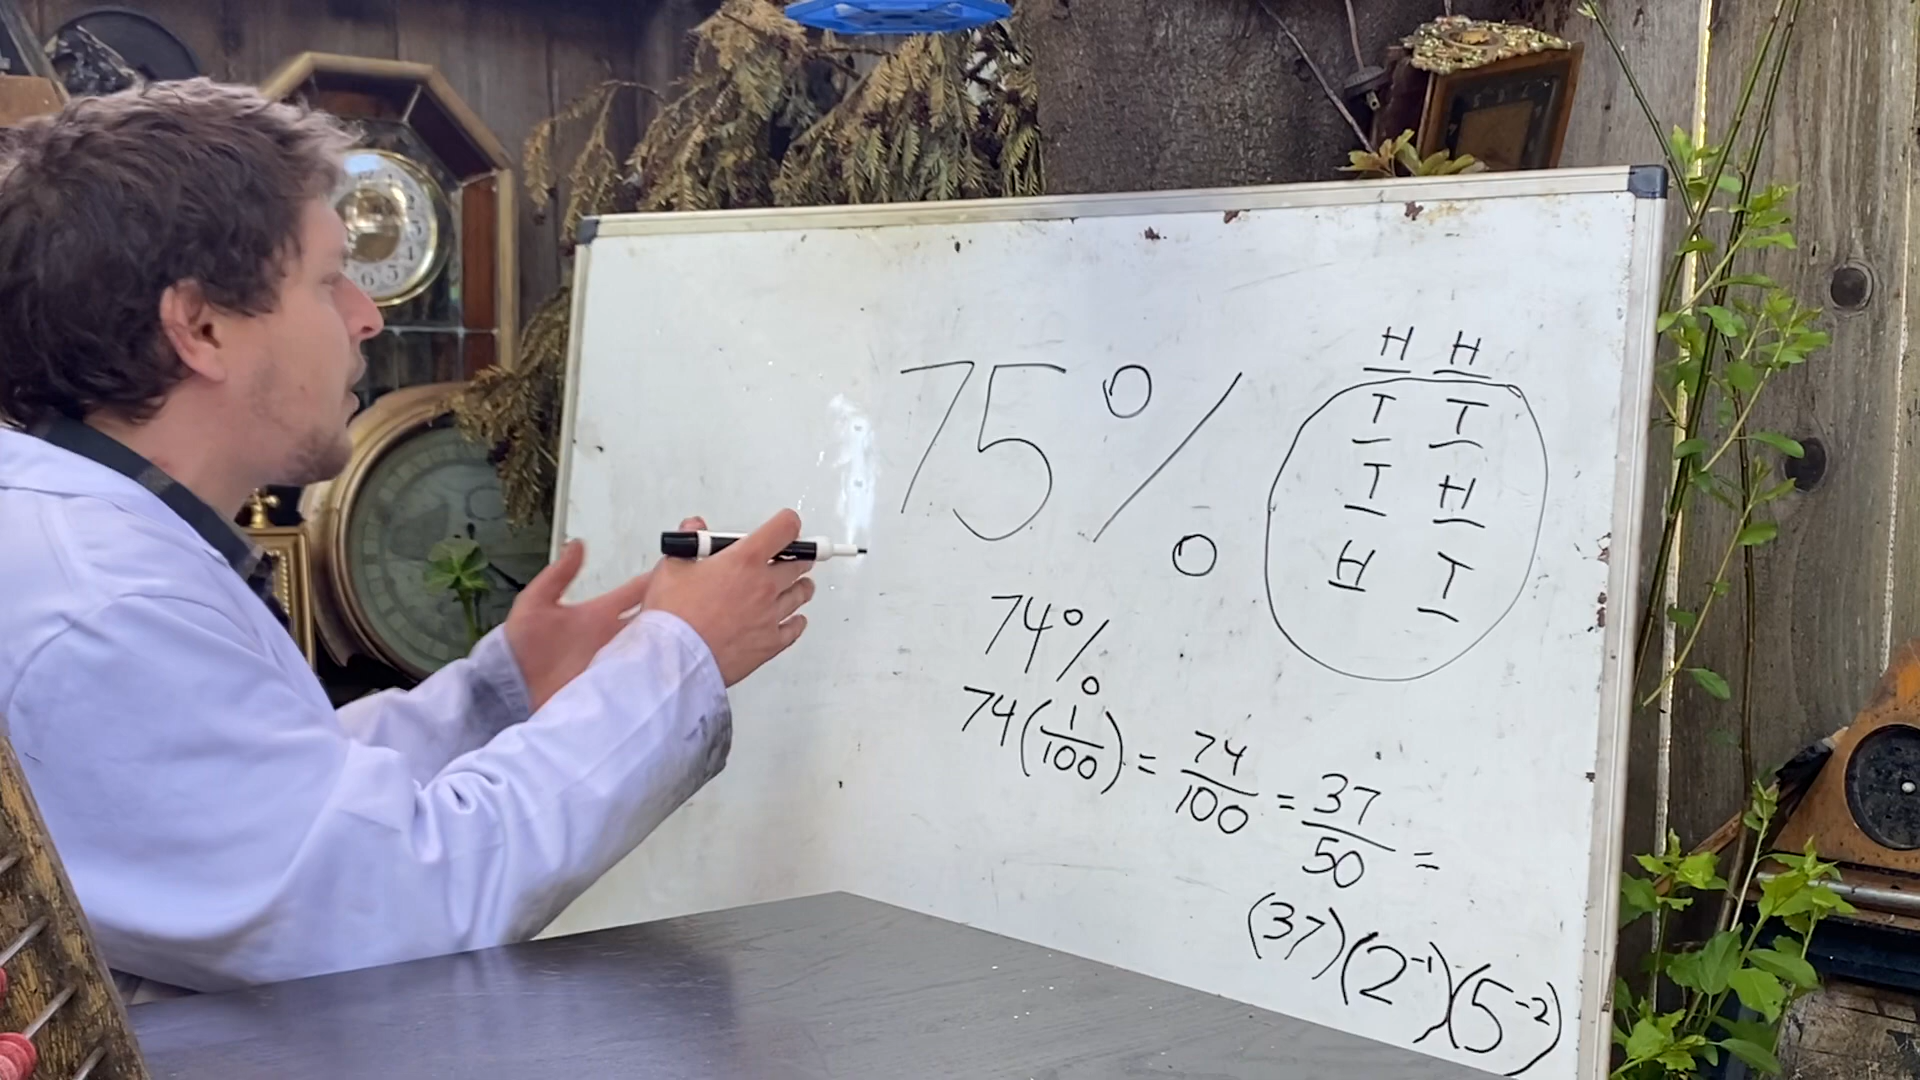 75%
H H
T T
T H
H T
74%
74(1/100) = 74/100 = 37/50 =
(37)(2⁻¹)(5⁻²)